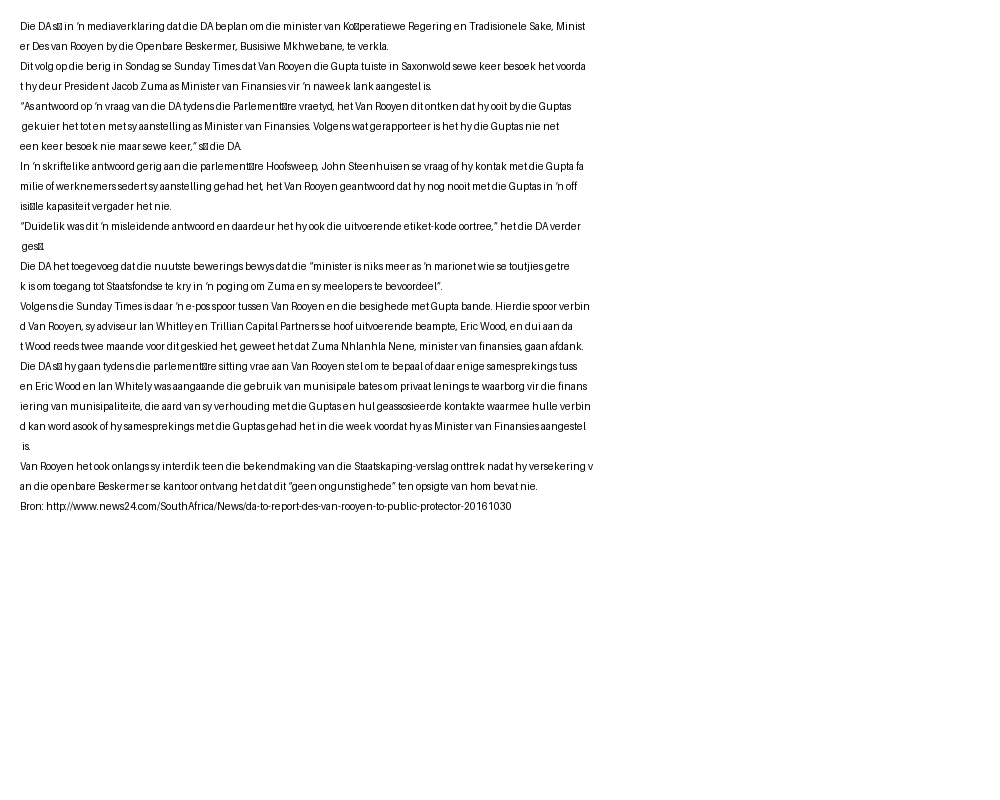 Die DA s□ in ‘n mediaverklaring dat die DA beplan om die minister van Ko□peratiewe Regering en Tradisionele Sake, Minist
er Des van Rooyen by die Openbare Beskermer, Busisiwe Mkhwebane, te verkla.
Dit volg op die berig in Sondag se Sunday Times dat Van Rooyen die Gupta tuiste in Saxonwold sewe keer besoek het voorda
t hy deur President Jacob Zuma as Minister van Finansies vir ‘n naweek lank aangestel is.
“As antwoord op ‘n vraag van die DA tydens die Parlement□re vraetyd, het Van Rooyen dit ontken dat hy ooit by die Guptas
gekuier het tot en met sy aanstelling as Minister van Finansies. Volgens wat gerapporteer is het hy die Guptas nie net
een keer besoek nie maar sewe keer,” s□ die DA.
In ‘n skriftelike antwoord gerig aan die parlement□re Hoofsweep, John Steenhuisen se vraag of hy kontak met die Gupta fa
milie of werknemers sedert sy aanstelling gehad het, het Van Rooyen geantwoord dat hy nog nooit met die Guptas in ‘n off
isi□le kapasiteit vergader het nie.
“Duidelik was dit ‘n misleidende antwoord en daardeur het hy ook die uitvoerende etiket-kode oortree,” het die DA verder
ges□.
Die DA het toegevoeg dat die nuutste bewerings bewys dat die “minister is niks meer as ‘n marionet wie se toutjies getre
k is om toegang tot Staatsfondse te kry in ‘n poging om Zuma en sy meelopers te bevoordeel”.
Volgens die Sunday Times is daar ‘n e-pos spoor tussen Van Rooyen en die besighede met Gupta bande. Hierdie spoor verbin
d Van Rooyen, sy adviseur Ian Whitley en Trillian Capital Partners se hoof uitvoerende beampte, Eric Wood, en dui aan da
t Wood reeds twee maande voor dit geskied het, geweet het dat Zuma Nhlanhla Nene, minister van finansies, gaan afdank.
Die DA s□ hy gaan tydens die parlement□re sitting vrae aan Van Rooyen stel om te bepaal of daar enige samesprekings tuss
en Eric Wood en Ian Whitely was aangaande die gebruik van munisipale bates om privaat lenings te waarborg vir die finans
iering van munisipaliteite, die aard van sy verhouding met die Guptas en hul geassosieerde kontakte waarmee hulle verbin
d kan word asook of hy samesprekings met die Guptas gehad het in die week voordat hy as Minister van Finansies aangestel
is.
Van Rooyen het ook onlangs sy interdik teen die bekendmaking van die Staatskaping-verslag onttrek nadat hy versekering v
an die openbare Beskermer se kantoor ontvang het dat dit “geen ongunstighede” ten opsigte van hom bevat nie.
Bron: http://www.news24.com/SouthAfrica/News/da-to-report-des-van-rooyen-to-public-protector-20161030